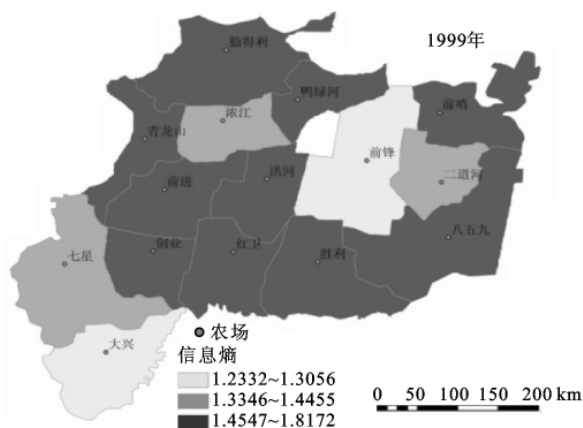 1999年
勤得利
鸭绿河
前哨
浓江
青龙山
前锋
二道河
洪河
前进
八五九
七星
创业
红卫
胜利
大兴
农场
信息熵
1.2332~1.3056
1.3346~1.4455
1.4547~1.8172
0 50 100 150 200 km